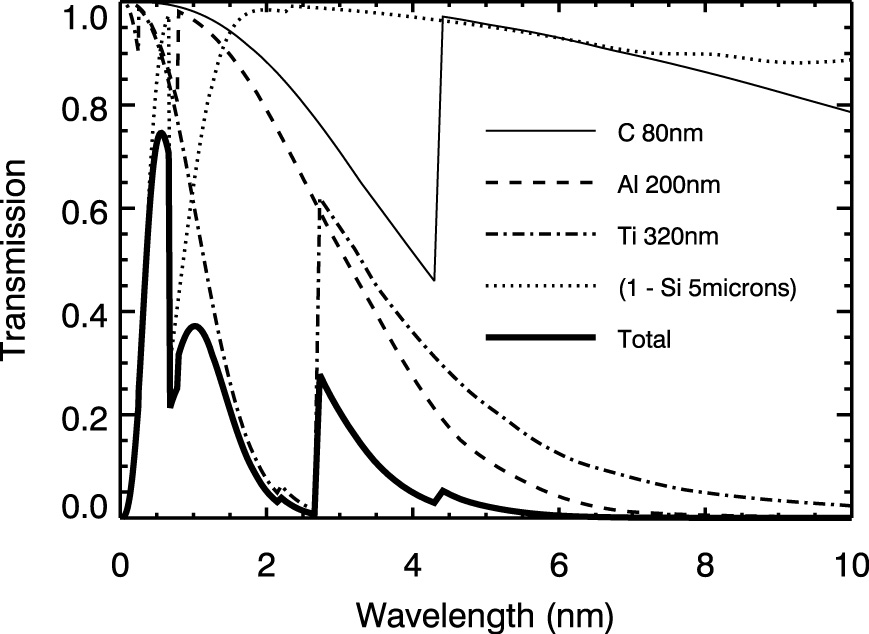 1.0
0.8
0.6
0.4
0.2
0.0
Transmission
C 80nm
Al 200nm
Ti 320nm
(1 - Si 5microns)
Total
0 2 4 6 8 10
Wavelength (nm)